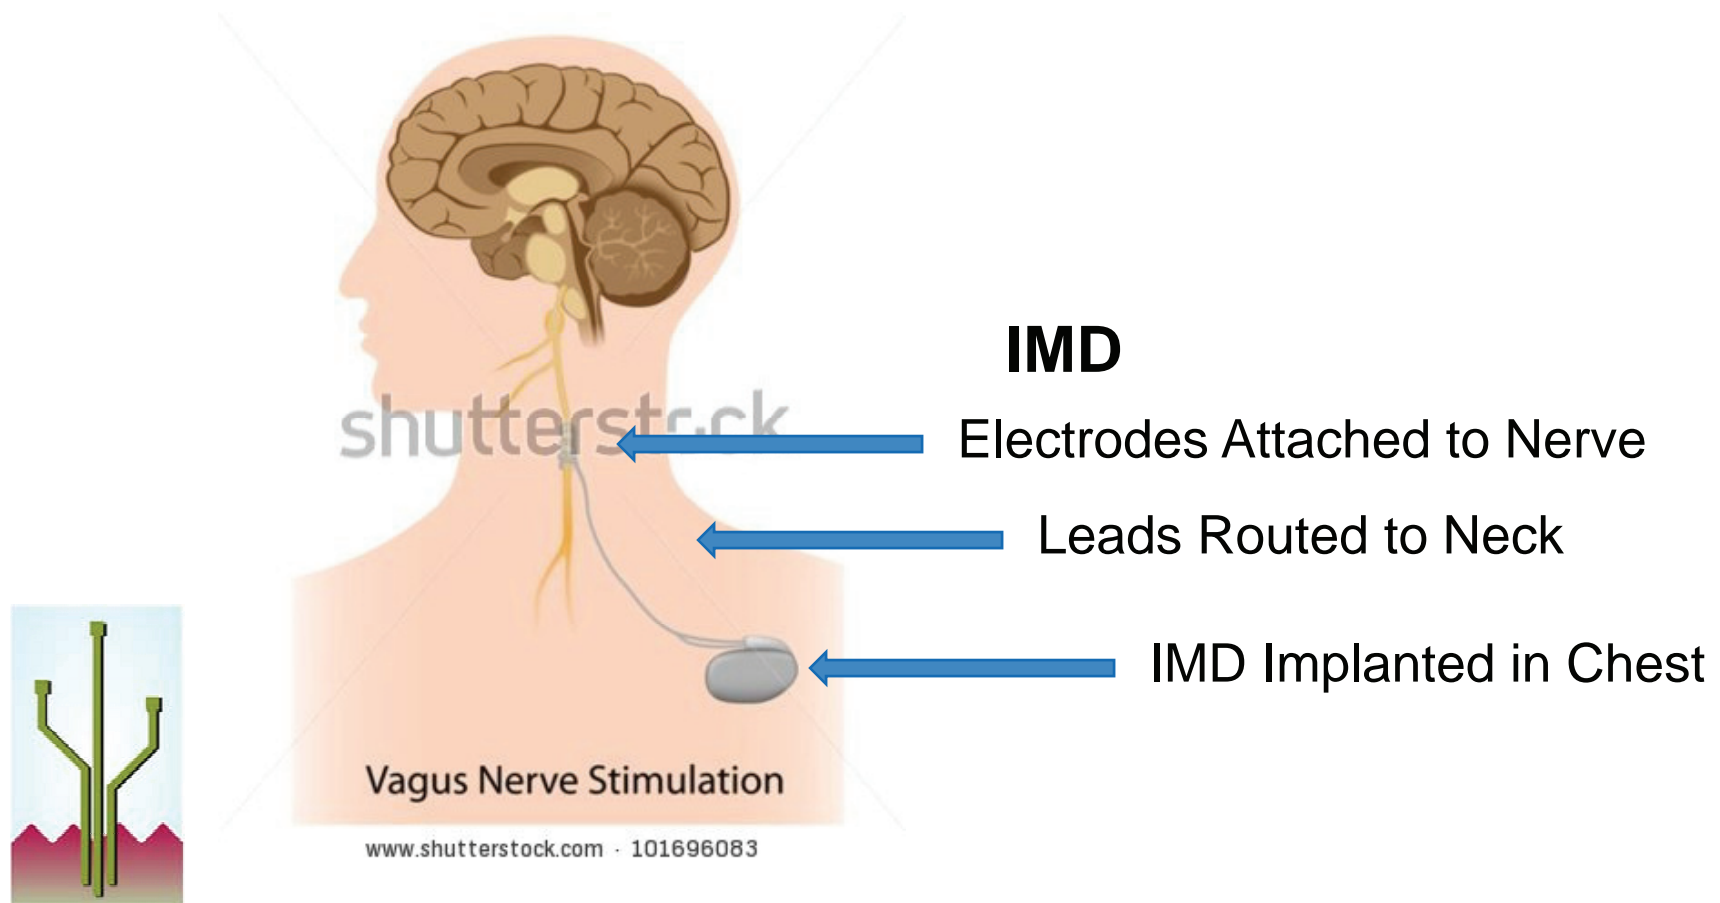 IMD
shutterstock
Electrodes Attached to Nerve
Leads Routed to Neck
IMD Implanted in Chest
Vagus Nerve Stimulation
www.shutterstock.com · 101696083